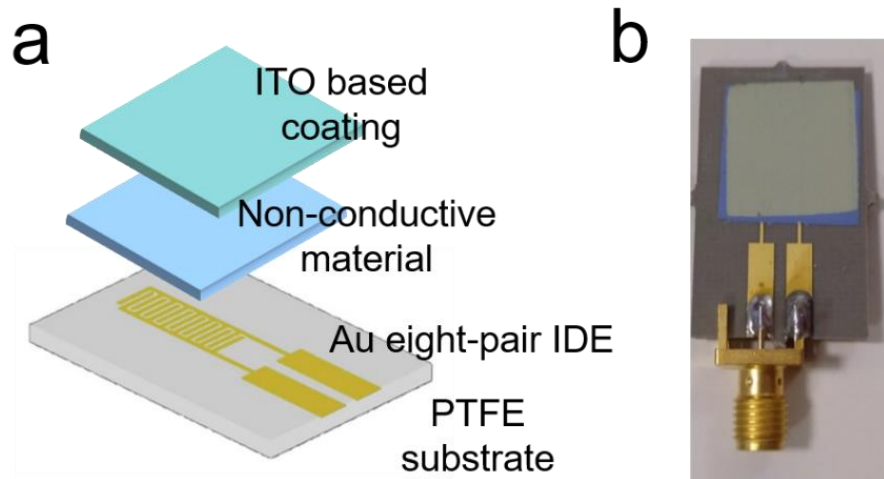 a
b
ITO based
coating
Non-conductive
material
Au eight-pair IDE
PTFE
substrate